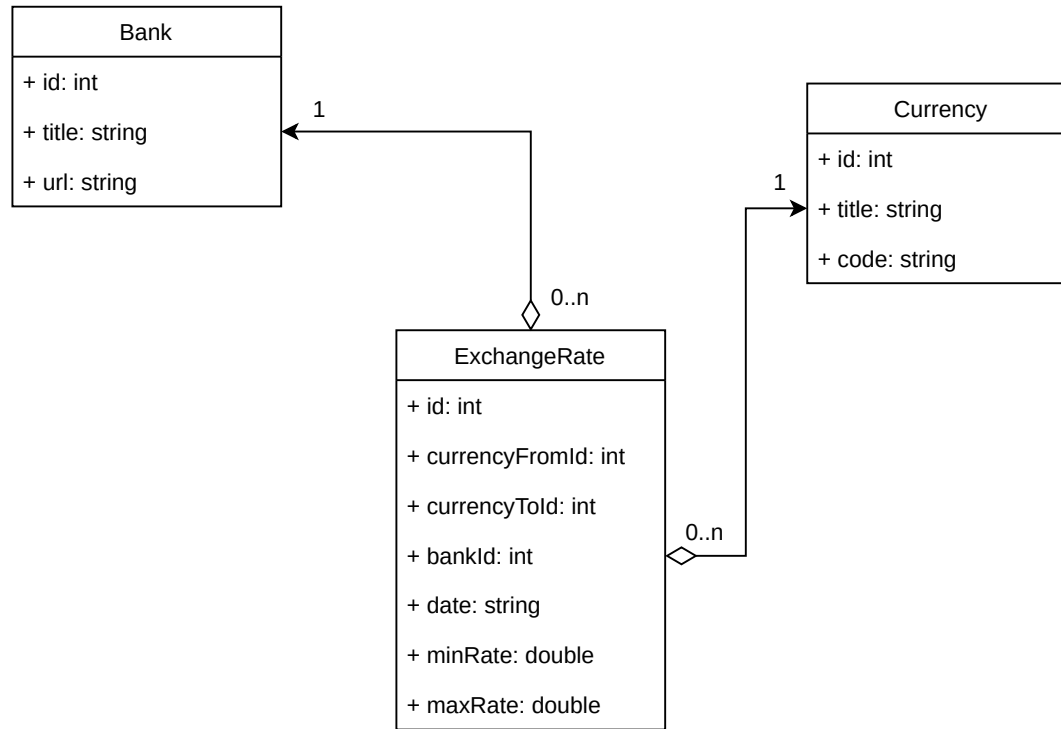 Bank
+ id: int
+ title: string
+ url: string
1
Currency
+ id: int
+ title: string
+ code: string
1
0..n
ExchangeRate
+ id: int
+ currencyFromId: int
+ currencyToId: int
+ bankId: int
+ date: string
+ minRate: double
+ maxRate: double
0..n